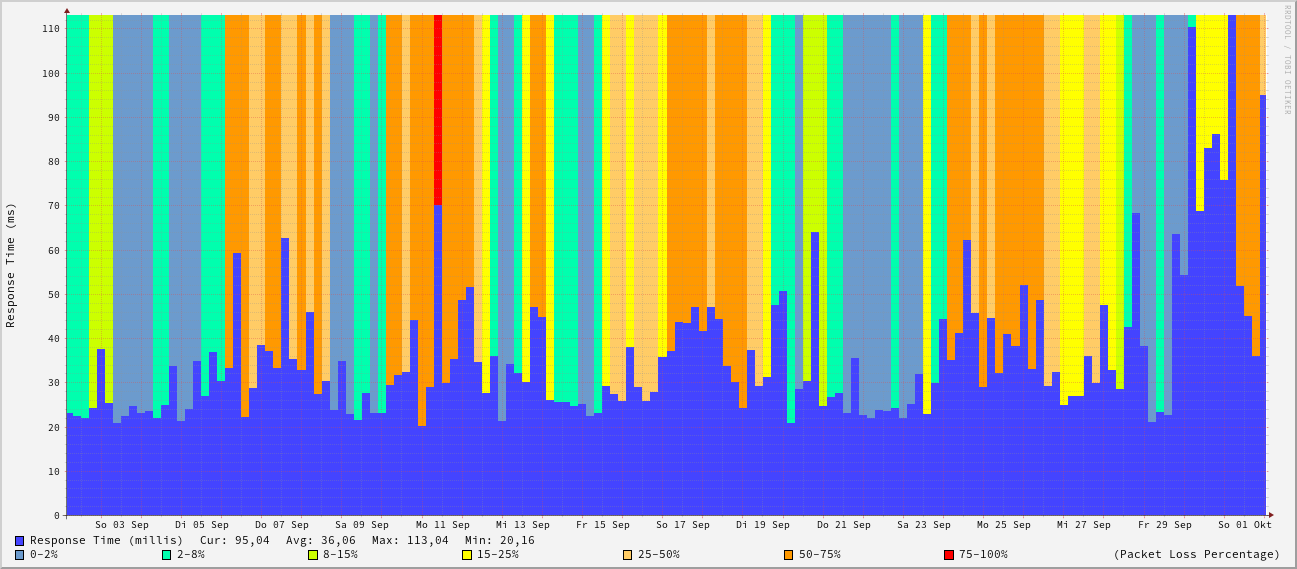 RRDTOOL / TOBI OETIKER
Response Time (ms)
110
100
90
80
70
60
50
40
30
20
10
0
So 03 Sep Di 05 Sep Do 07 Sep Sa 09 Sep Mo 11 Sep Mi 13 Sep Fr 15 Sep So 17 Sep Di 19 Sep Do 21 Sep Sa 23 Sep Mo 25 Sep Mi 27 Sep Fr 29 Sep So 01 Okt
Response Time (millis) Cur: 95,04 Avg: 36,06 Max: 113,04 Min: 20,16
0-2% 2-8% 8-15% 15-25% 25-50% 50-75% 75-100% (Packet Loss Percentage)